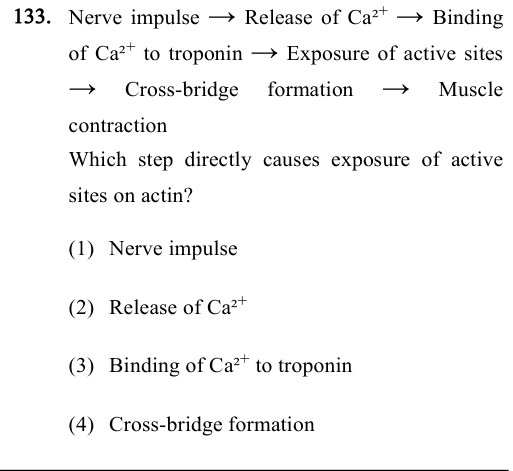 133. Nerve impulse → Release of Ca²⁺ → Binding
of Ca²⁺ to troponin → Exposure of active sites
→ Cross-bridge formation → Muscle
contraction
Which step directly causes exposure of active
sites on actin?
(1) Nerve impulse
(2) Release of Ca²⁺
(3) Binding of Ca²⁺ to troponin
(4) Cross-bridge formation